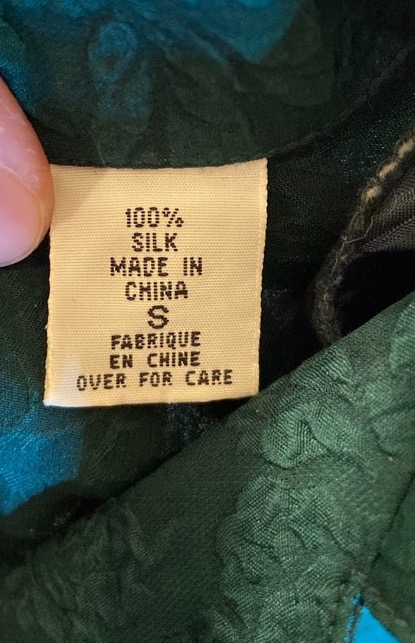 100%
SILK
MADE IN
CHINA
S
FABRIQUE
EN CHINE
OVER FOR CARE